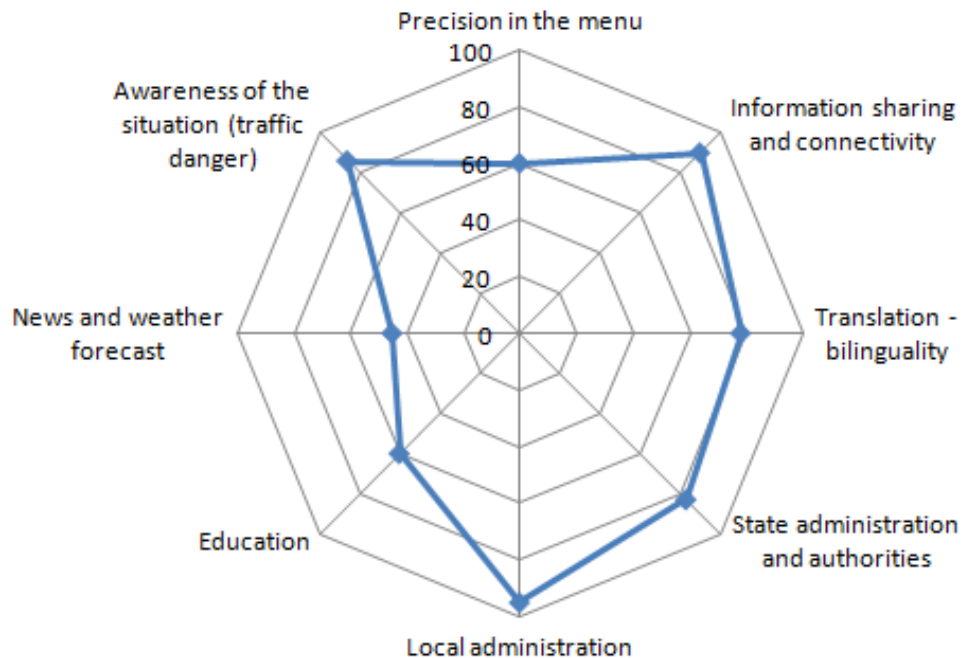 Precision in the menu
100
80
60
40
20
0
Information sharing
and connectivity
Translation -
bilinguality
State administration
and authorities
Local administration
Education
News and weather
forecast
Awareness of the
situation (traffic
danger)